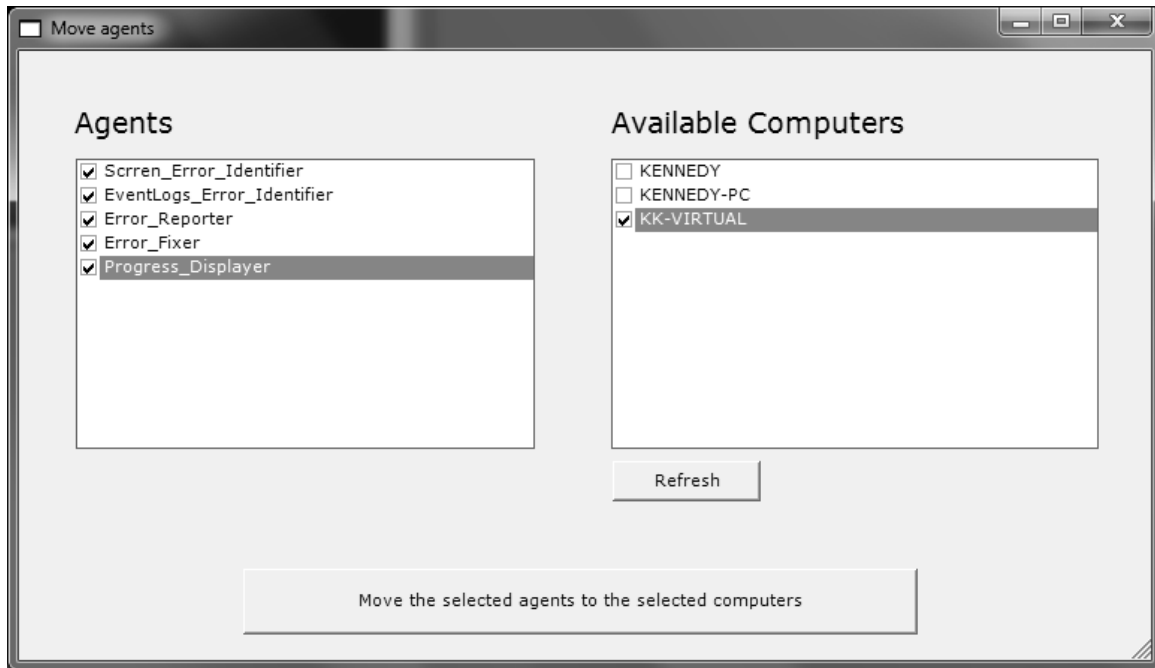 Move agents
Agents
Scrren_Error_Identifier
EventLogs_Error_Identifier
Error_Reporter
Error_Fixer
Progress_Displayer
Available Computers
KENNEDY
KENNEDY-PC
KK-VIRTUAL
Refresh
Move the selected agents to the selected computers